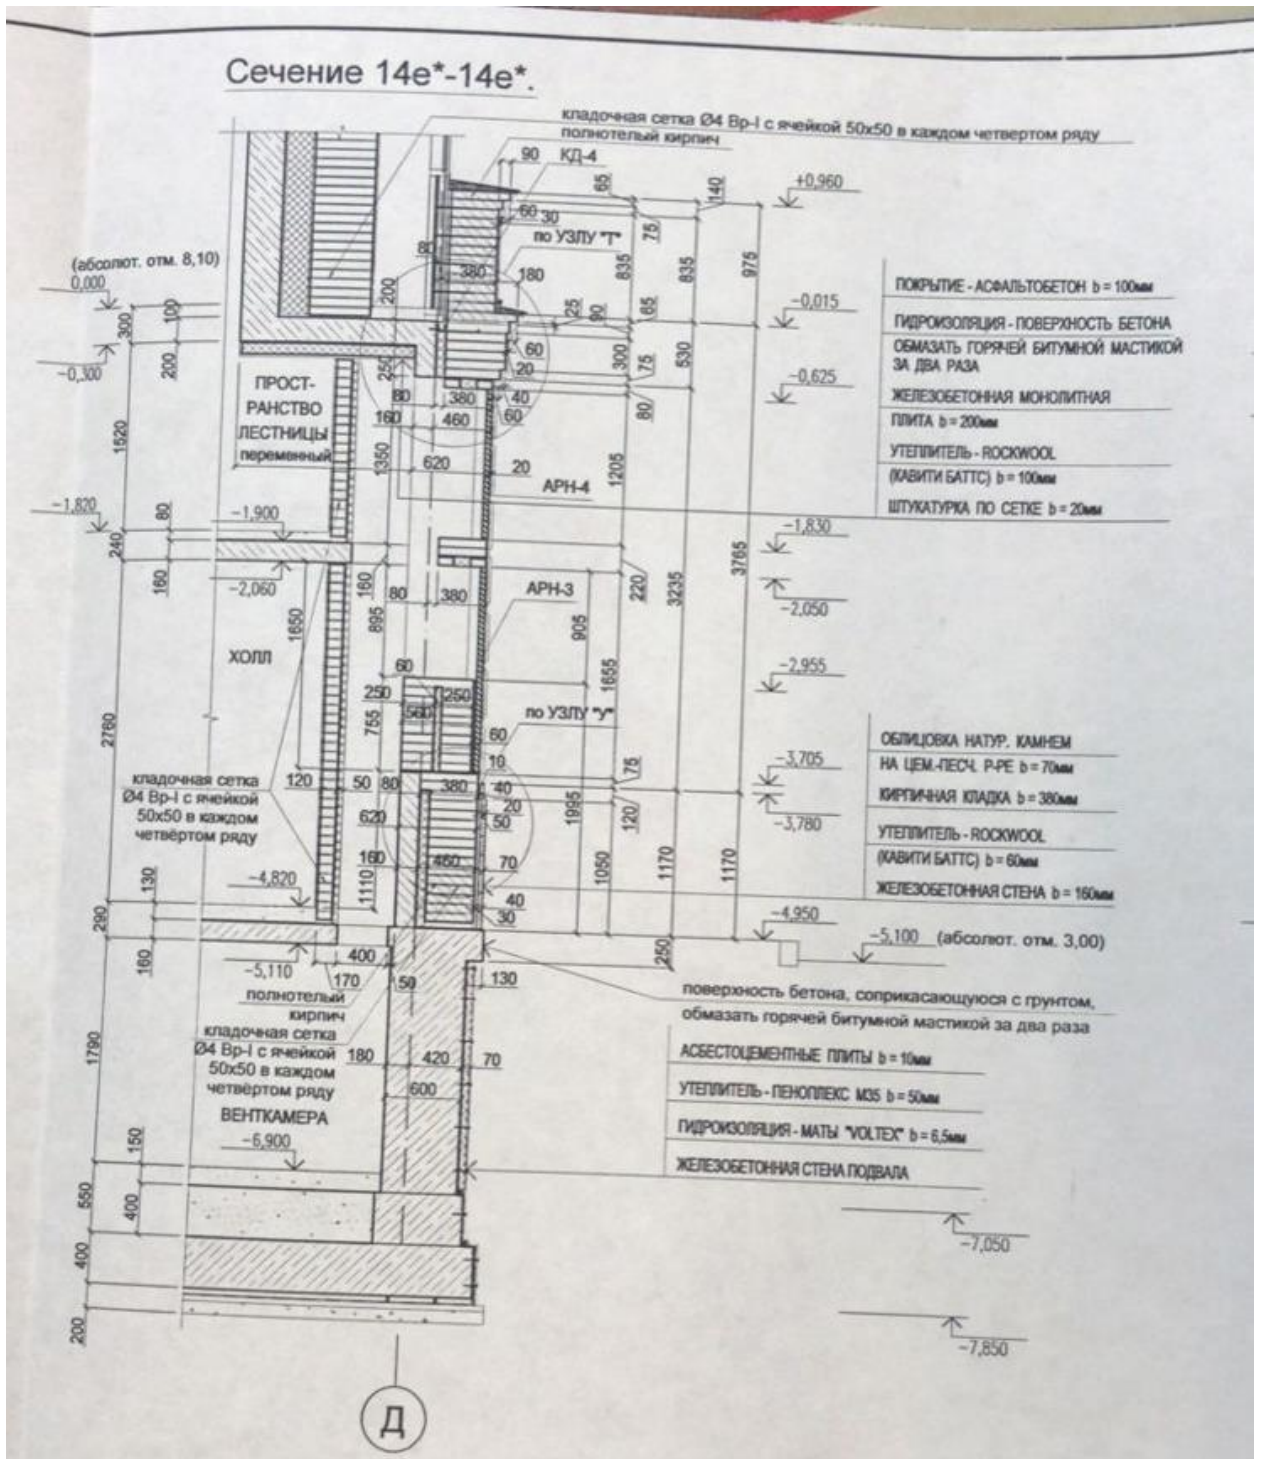 Сечение 14е*-14е*.
кладочная сетка Ø4 Вр-I с ячейкой 50х50 в каждом четвертом ряду
полнотелый кирпич
90
КД-4
65
140
+0,960
60
30
75
по УЗЛУ "Т"
80
380
180
835
835
975
(абсолют. отм. 8,10)
0,000
200
100
300
25
90
65
-0,015
-0,300
200
250
60
20
300
75
530
-0,625
80
380
40
60
80
160
460
ПРОСТ-
РАНСТВО
ЛЕСТНИЦЫ
переменный
1520
1350
620
20
1205
АРН-4
ПОКРЫТИЕ - АСФАЛЬТОБЕТОН b = 100мм
ГИДРОИЗОЛЯЦИЯ - ПОВЕРХНОСТЬ БЕТОНА
ОБМАЗАТЬ ГОРЯЧЕЙ БИТУМНОЙ МАСТИКОЙ
ЗА ДВА РАЗА
ЖЕЛЕЗОБЕТОННАЯ МОНОЛИТНАЯ
ПЛИТА b = 200мм
УТЕПЛИТЕЛЬ - ROCKWOOL
(КАВИТИ БАТТС) b = 100мм
ШТУКАТУРКА ПО СЕТКЕ b = 20мм
-1,820
80
-1,900
240
160
-2,060
160
80
380
АРН-3
220
3235
3765
-1,830
-2,050
1650
895
905
1655
-2,955
ХОЛЛ
60
250
250
560
755
по УЗЛУ "У"
60
10
2760
75
-3,705
-3,780
кладочная сетка
Ø4 Вр-I с ячейкой
50х50 в каждом
четвёртом ряду
120
50
80
380
40
20
50
620
1995
120
160
460
70
1110
1050
1170
1170
40
30
ОБЛИЦОВКА НАТУР. КАМНЕМ
НА ЦЕМ.-ПЕСЧ. Р-РЕ b = 70мм
КИРПИЧНАЯ КЛАДКА b = 380мм
УТЕПЛИТЕЛЬ - ROCKWOOL
(КАВИТИ БАТТС) b = 60мм
ЖЕЛЕЗОБЕТОННАЯ СТЕНА b = 160мм
130
-4,820
290
-4,950
-5,100 (абсолют. отм. 3,00)
160
-5,110
400
170
50
130
250
полнотелый
кирпич
кладочная сетка
Ø4 Вр-I с ячейкой
50х50 в каждом
четвёртом ряду
поверхность бетона, соприкасающуюся с грунтом,
обмазать горячей битумной мастикой за два раза
1790
180
420
70
600
АСБЕСТОЦЕМЕНТНЫЕ ПЛИТЫ b = 10мм
УТЕПЛИТЕЛЬ - ПЕНОПЛЕКС М35 b = 50мм
ГИДРОИЗОЛЯЦИЯ - МАТЫ "VOLTEX" b = 6,5мм
ЖЕЛЕЗОБЕТОННАЯ СТЕНА ПОДВАЛА
ВЕНТКАМЕРА
-6,900
150
550
400
400
200
-7,050
-7,850
Д